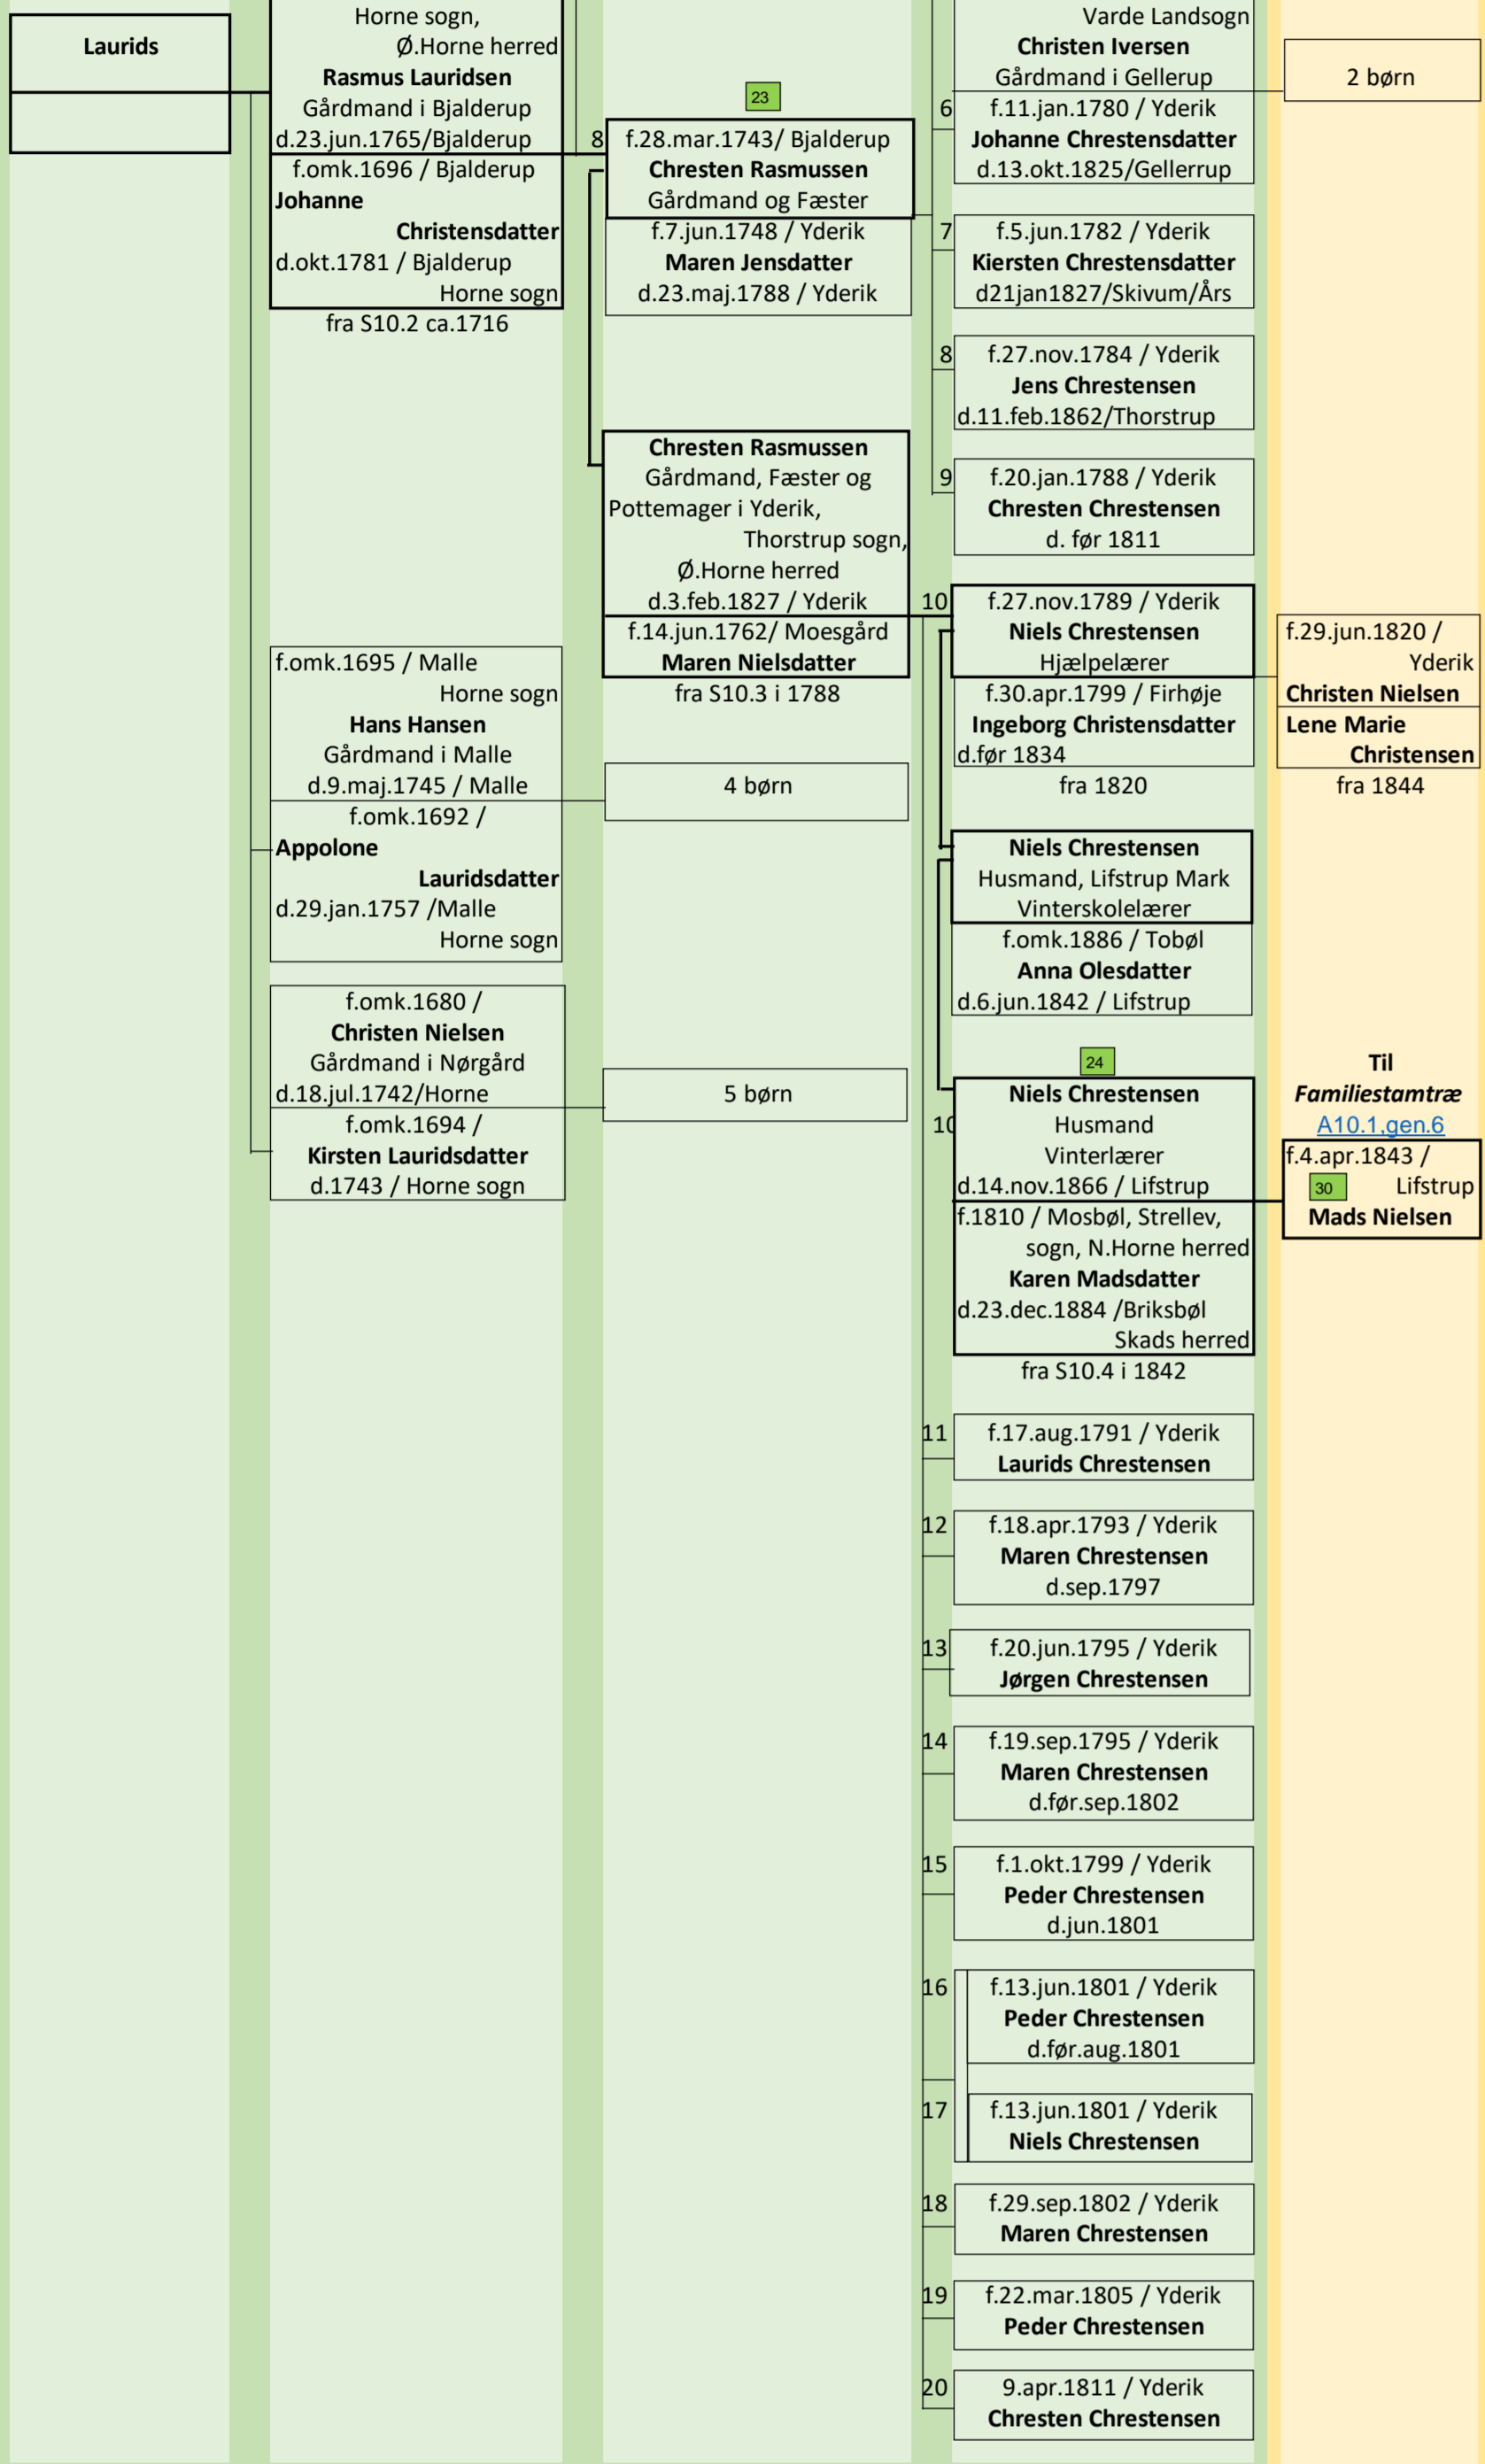 Laurids
Horne sogn,
Ø.Horne herred
Rasmus Lauridsen
Gårdmand i Bjalderup
d.23.jun.1765/Bjalderup
f.omk.1696 / Bjalderup
Johanne
Christensdatter
d.okt.1781 / Bjalderup
Horne sogn
fra S10.2 ca.1716
f.omk.1695 / Malle
Horne sogn
Hans Hansen
Gårdmand i Malle
d.9.maj.1745 / Malle
f.omk.1692 /
Appolone
Lauridsdatter
d.29.jan.1757 /Malle
Horne sogn
f.omk.1680 /
Christen Nielsen
Gårdmand i Nørgård
d.18.jul.1742/Horne
f.omk.1694 /
Kirsten Lauridsdatter
d.1743 / Horne sogn
23
8
f.28.mar.1743/ Bjalderup
Chresten Rasmussen
Gårdmand og Fæster
f.7.jun.1748 / Yderik
Maren Jensdatter
d.23.maj.1788 / Yderik
Chresten Rasmussen
Gårdmand, Fæster og
Pottemager i Yderik,
Thorstrup sogn,
Ø.Horne herred
d.3.feb.1827 / Yderik
f.14.jun.1762/ Moesgård
Maren Nielsdatter
fra S10.3 i 1788
4 børn
5 børn
Varde Landsogn
Christen Iversen
Gårdmand i Gellerup
6
f.11.jan.1780 / Yderik
Johanne Chrestensdatter
d.13.okt.1825/Gellerrup
7
f.5.jun.1782 / Yderik
Kiersten Chrestensdatter
d21jan1827/Skivum/Års
8
f.27.nov.1784 / Yderik
Jens Chrestensen
d.11.feb.1862/Thorstrup
9
f.20.jan.1788 / Yderik
Chresten Chrestensen
d. før 1811
10
f.27.nov.1789 / Yderik
Niels Chrestensen
Hjælpelærer
f.30.apr.1799 / Firhøje
Ingeborg Christensdatter
d.før 1834
fra 1820
Niels Chrestensen
Husmand, Lifstrup Mark
Vinterskolelærer
f.omk.1886 / Tobøl
Anna Olesdatter
d.6.jun.1842 / Lifstrup
24
10
Niels Chrestensen
Husmand
Vinterlærer
d.14.nov.1866 / Lifstrup
f.1810 / Mosbøl, Strellev,
sogn, N.Horne herred
Karen Madsdatter
d.23.dec.1884 /Briksbøl
Skads herred
fra S10.4 i 1842
11
f.17.aug.1791 / Yderik
Laurids Chrestensen
12
f.18.apr.1793 / Yderik
Maren Chrestensen
d.sep.1797
13
f.20.jun.1795 / Yderik
Jørgen Chrestensen
14
f.19.sep.1795 / Yderik
Maren Chrestensen
d.før.sep.1802
15
f.1.okt.1799 / Yderik
Peder Chrestensen
d.jun.1801
16
f.13.jun.1801 / Yderik
Peder Chrestensen
d.før.aug.1801
17
f.13.jun.1801 / Yderik
Niels Chrestensen
18
f.29.sep.1802 / Yderik
Maren Chrestensen
19
f.22.mar.1805 / Yderik
Peder Chrestensen
20
9.apr.1811 / Yderik
Chresten Chrestensen
2 børn
f.29.jun.1820 /
Yderik
Christen Nielsen
Lene Marie
Christensen
fra 1844
Til
Familiestamtræ
A10.1,gen.6
f.4.apr.1843 /
30 Lifstrup
Mads Nielsen